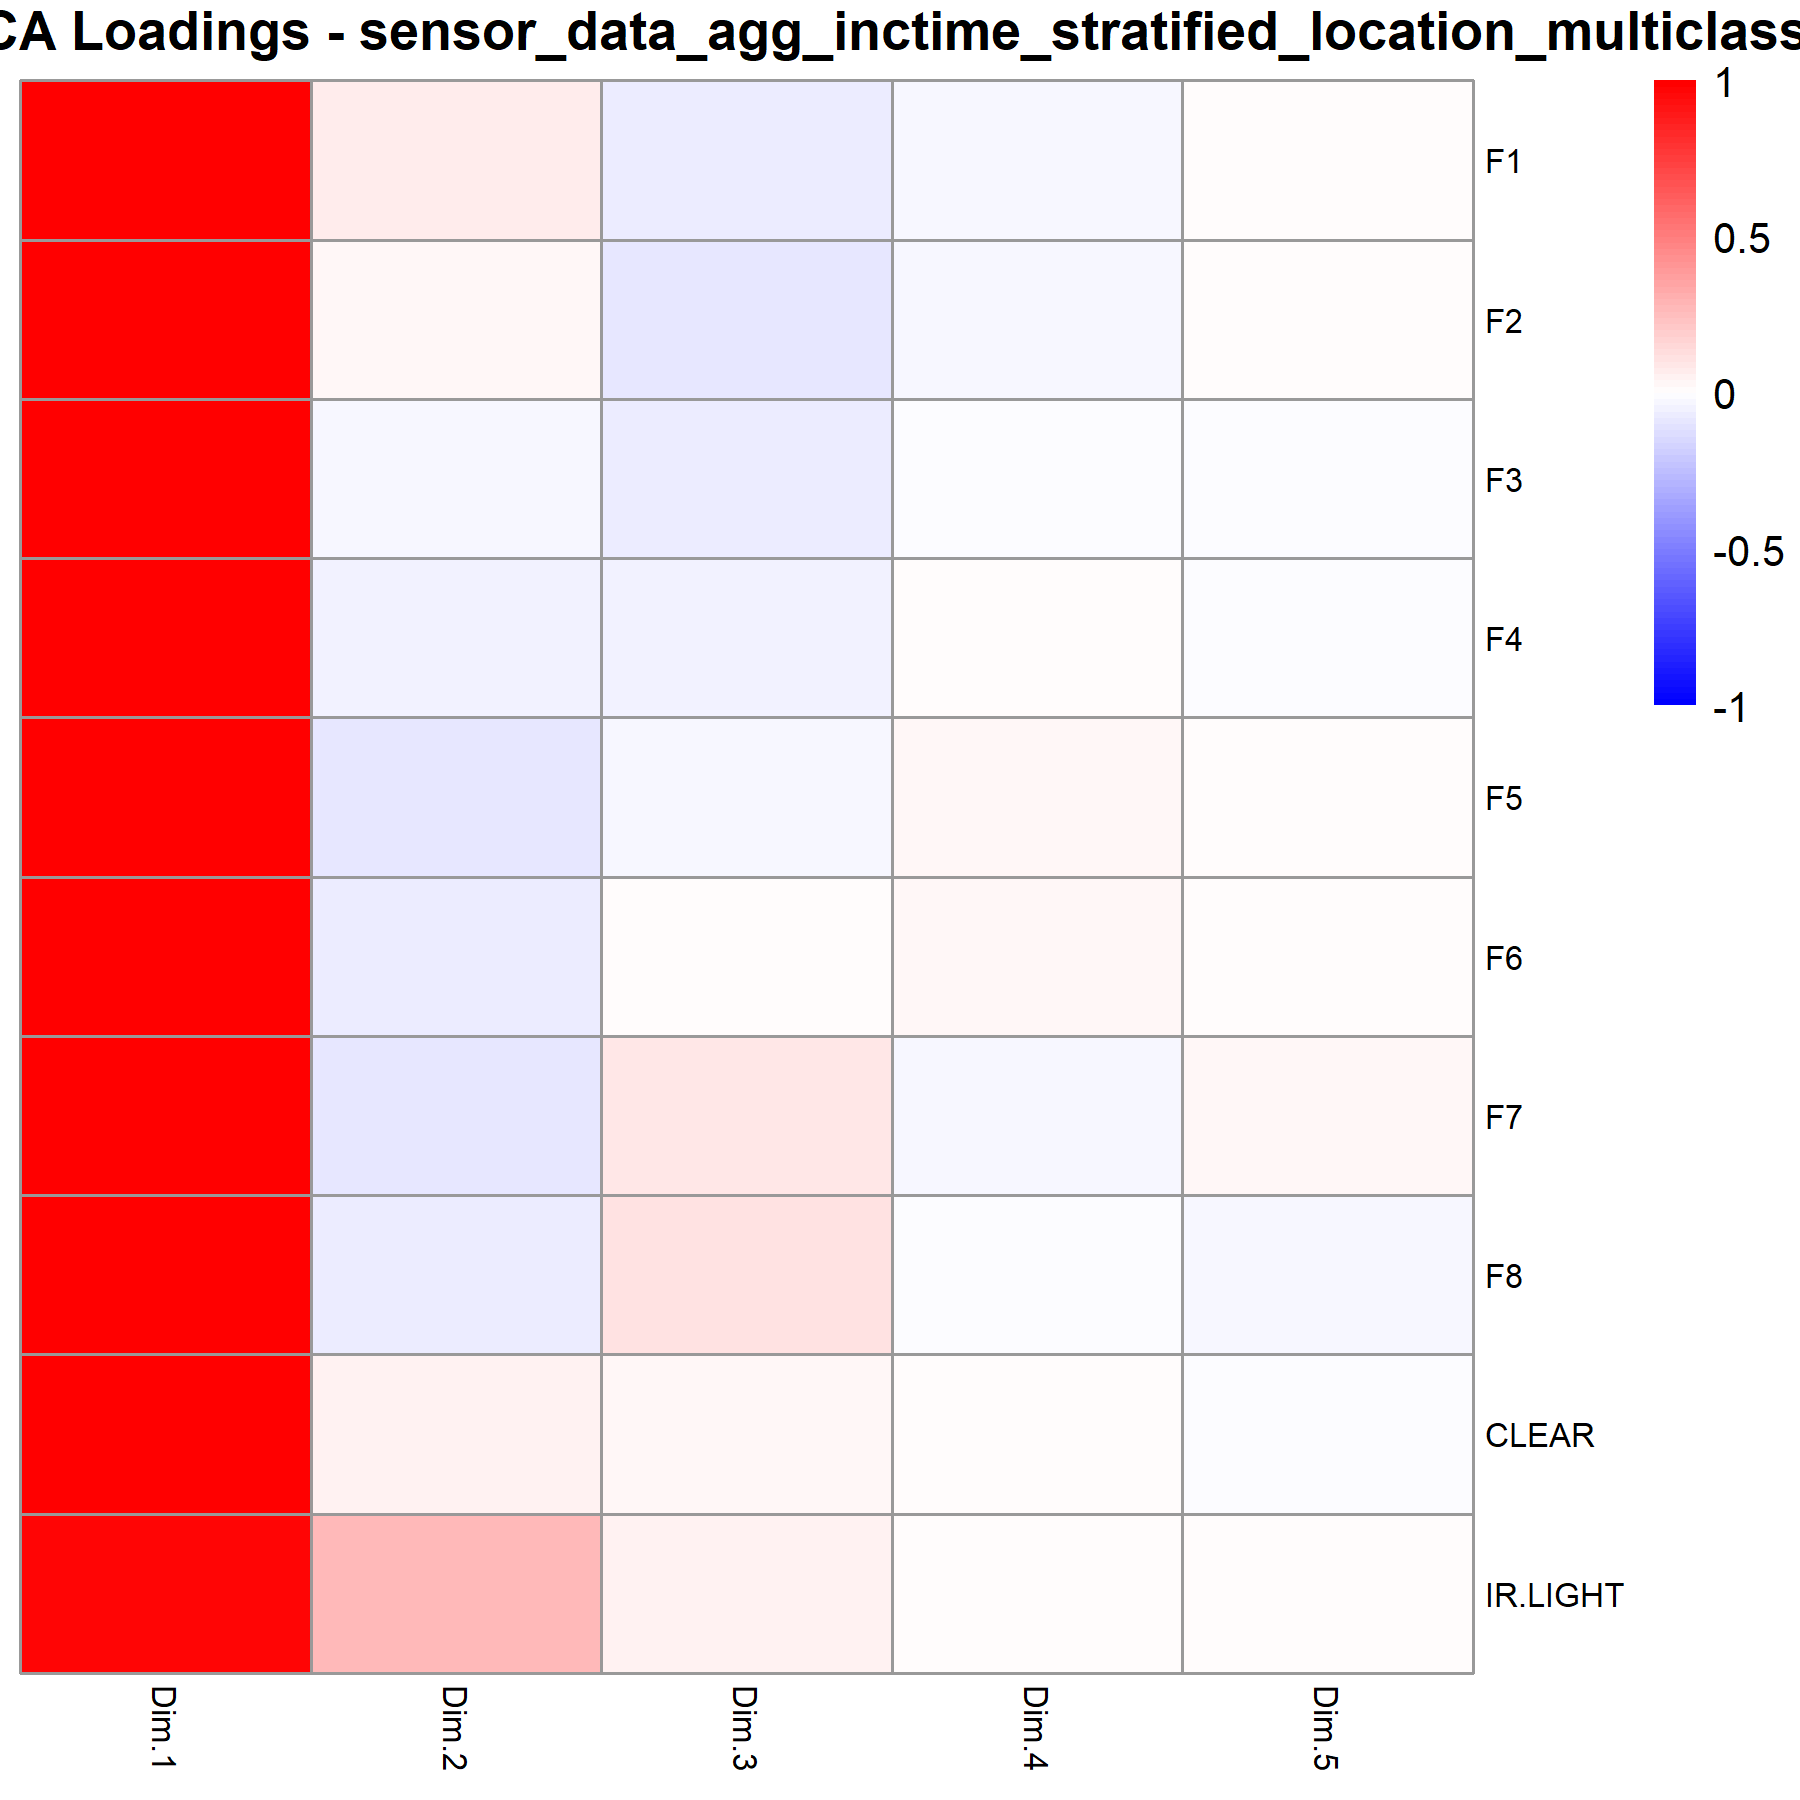 CA Loadings - sensor_data_agg_inctime_stratified_location_multiclass
1
0.5
0
-0.5
-1
F1
F2
F3
F4
F5
F6
F7
F8
CLEAR
IR.LIGHT
Dim.1
Dim.2
Dim.3
Dim.4
Dim.5